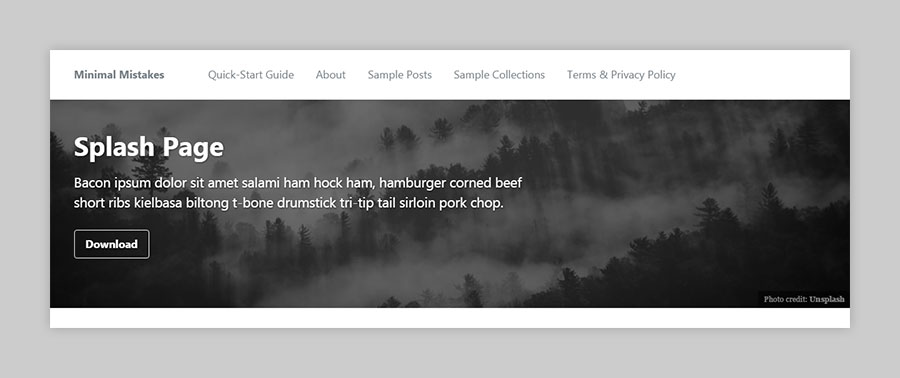 Minimal Mistakes Quick-Start Guide About Sample Posts Sample Collections Terms & Privacy Policy
Splash Page
Bacon ipsum dolor sit amet salami ham hock ham, hamburger corned beef
short ribs kielbasa biltong t-bone drumstick tri-tip tail sirloin pork chop.
Download
Photo credit: Unsplash